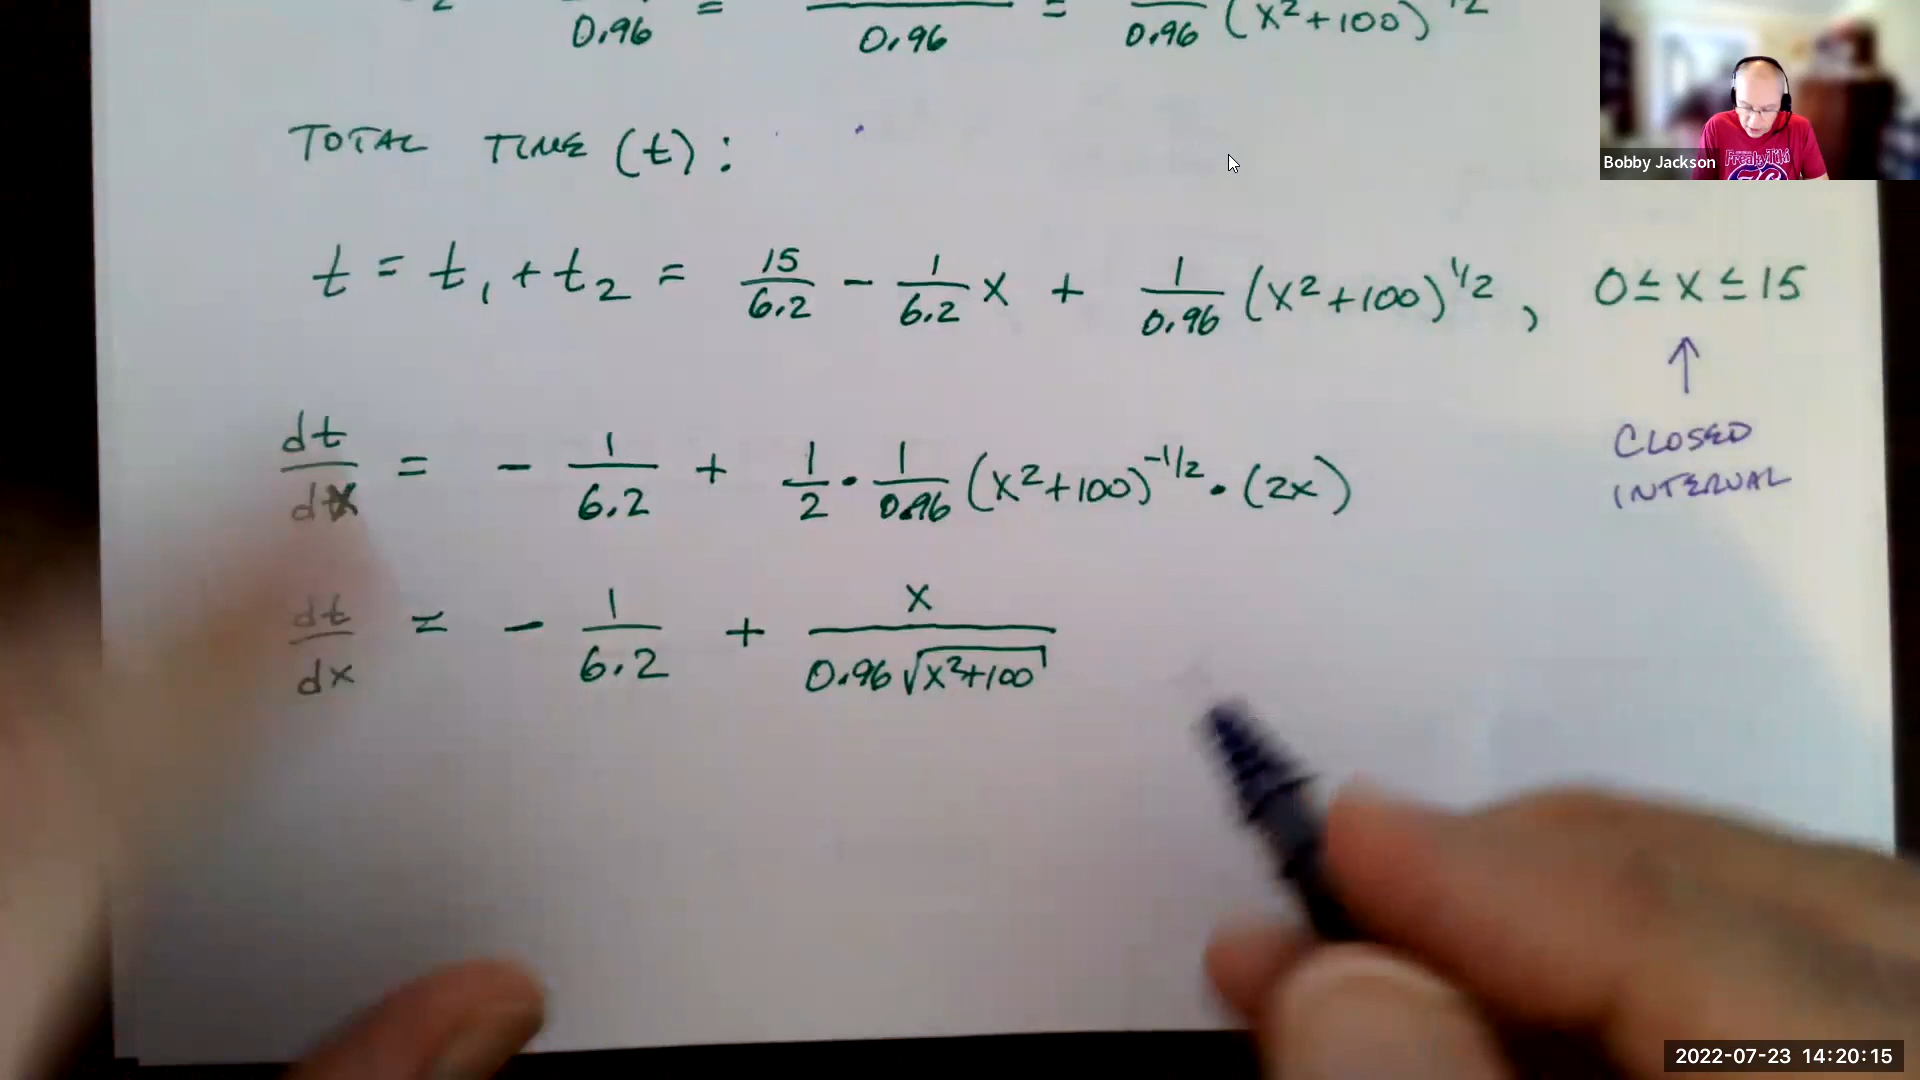 0.96 = 0.96 = 0.96 (x²+100)
Bobby Jackson
TOTAL TIME (t):
t = t₁ + t₂ = 15/6.2 - 1/6.2 x + 1/0.96 (x²+100)^1/2 , 0 ≤ x ≤ 15
↑
CLOSED
INTERVAL
dt/dx = - 1/6.2 + 1/2 · 1/0.96 (x²+100)^-1/2 · (2x)
dt/dx = - 1/6.2 + x/0.96√x²+100
2022-07-23 14:20:15